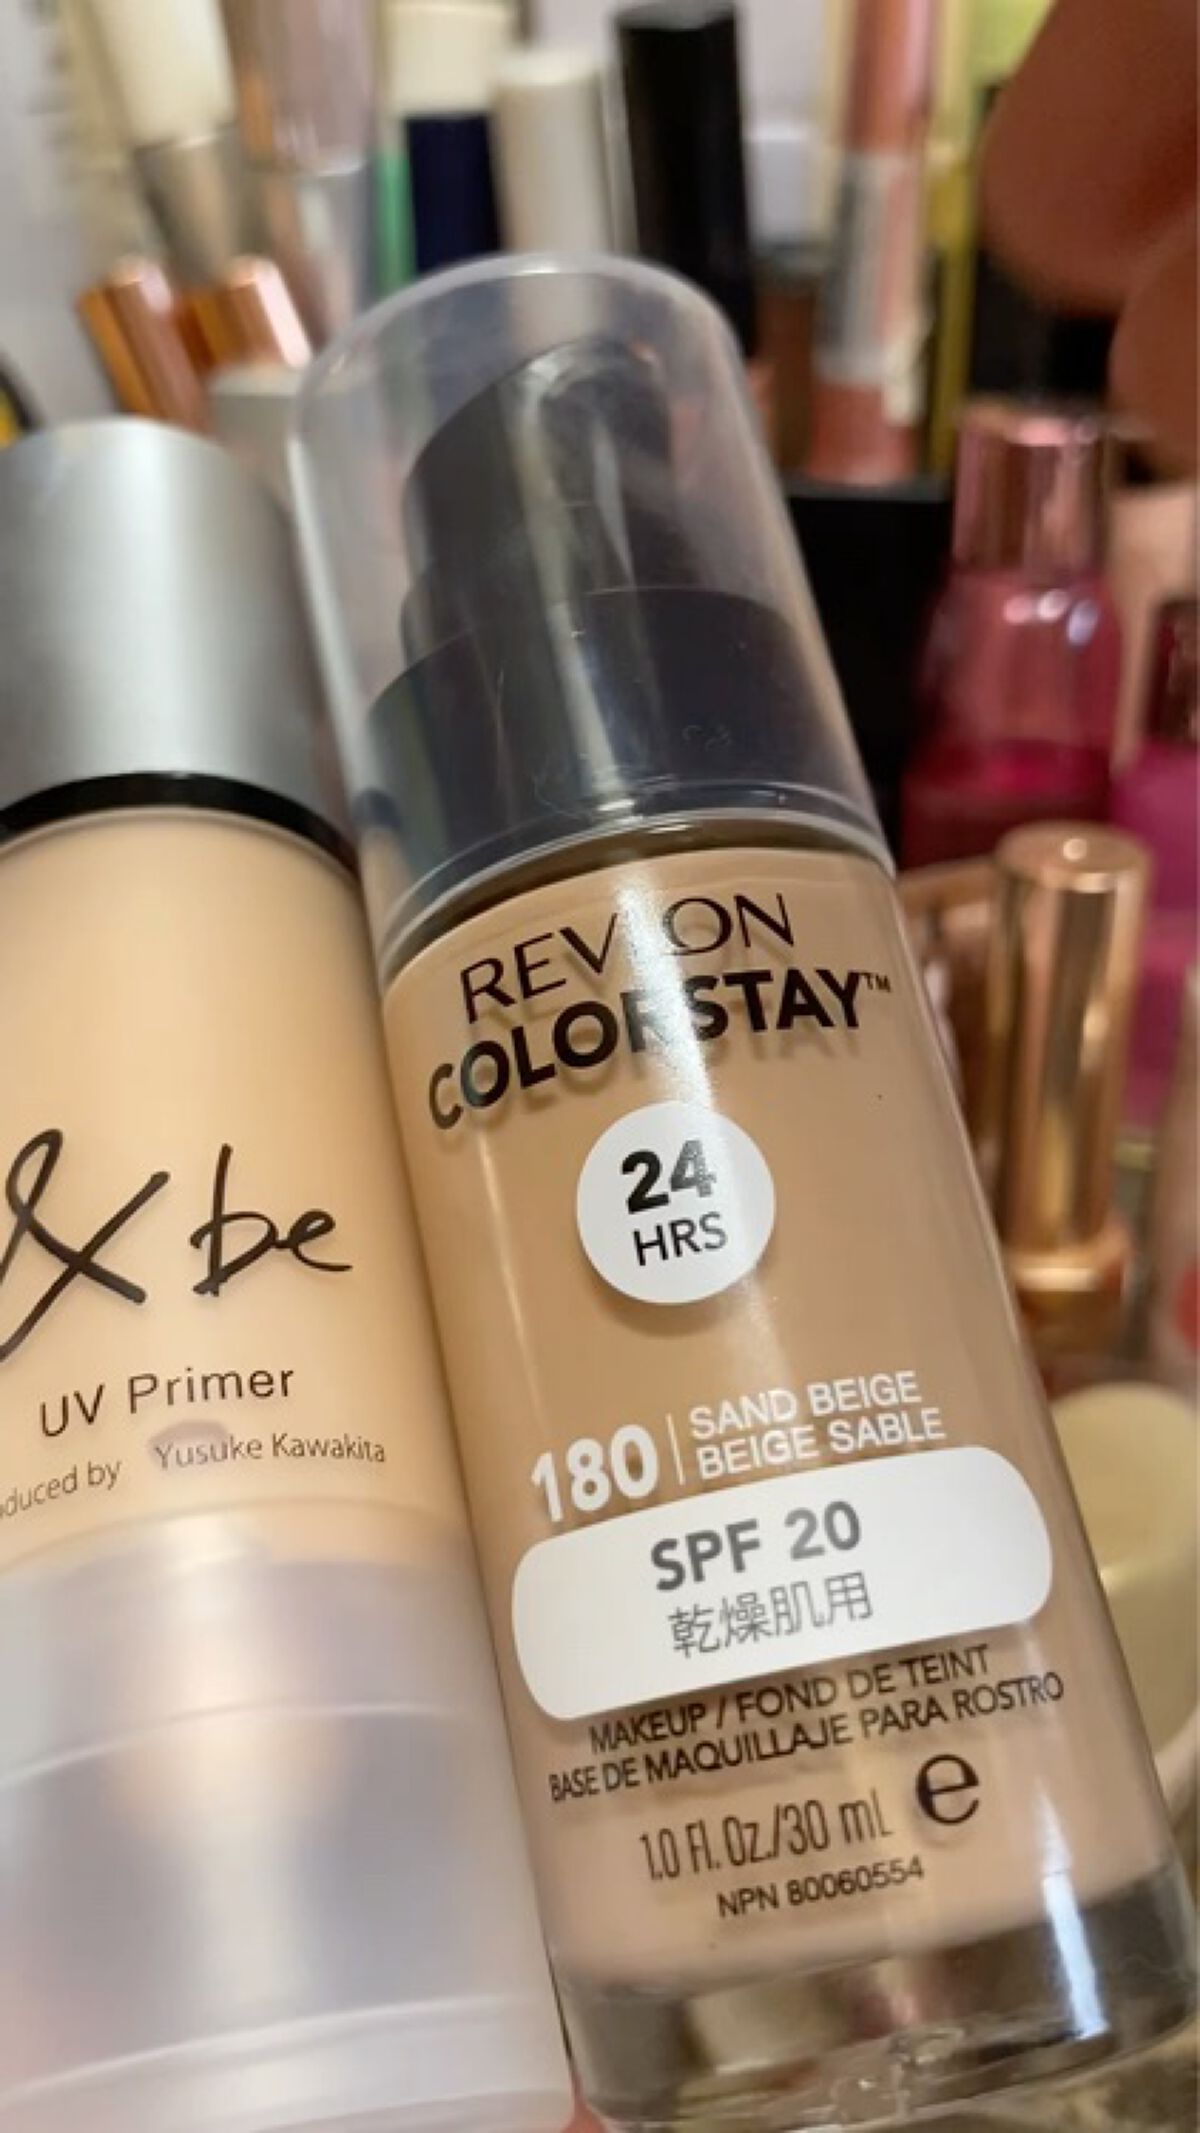 & be
UV Primer
Yusuke Kawakita
REVLON
COLORSTAY™
24
HRS
180 | SAND BEIGE
BEIGE SABLE
SPF 20
乾燥肌用
MAKEUP / FOND DE TEINT
BASE DE MAQUILLAJE PARA ROSTRO
1.0 Fl. Oz./30 mL e
NPN 80060554